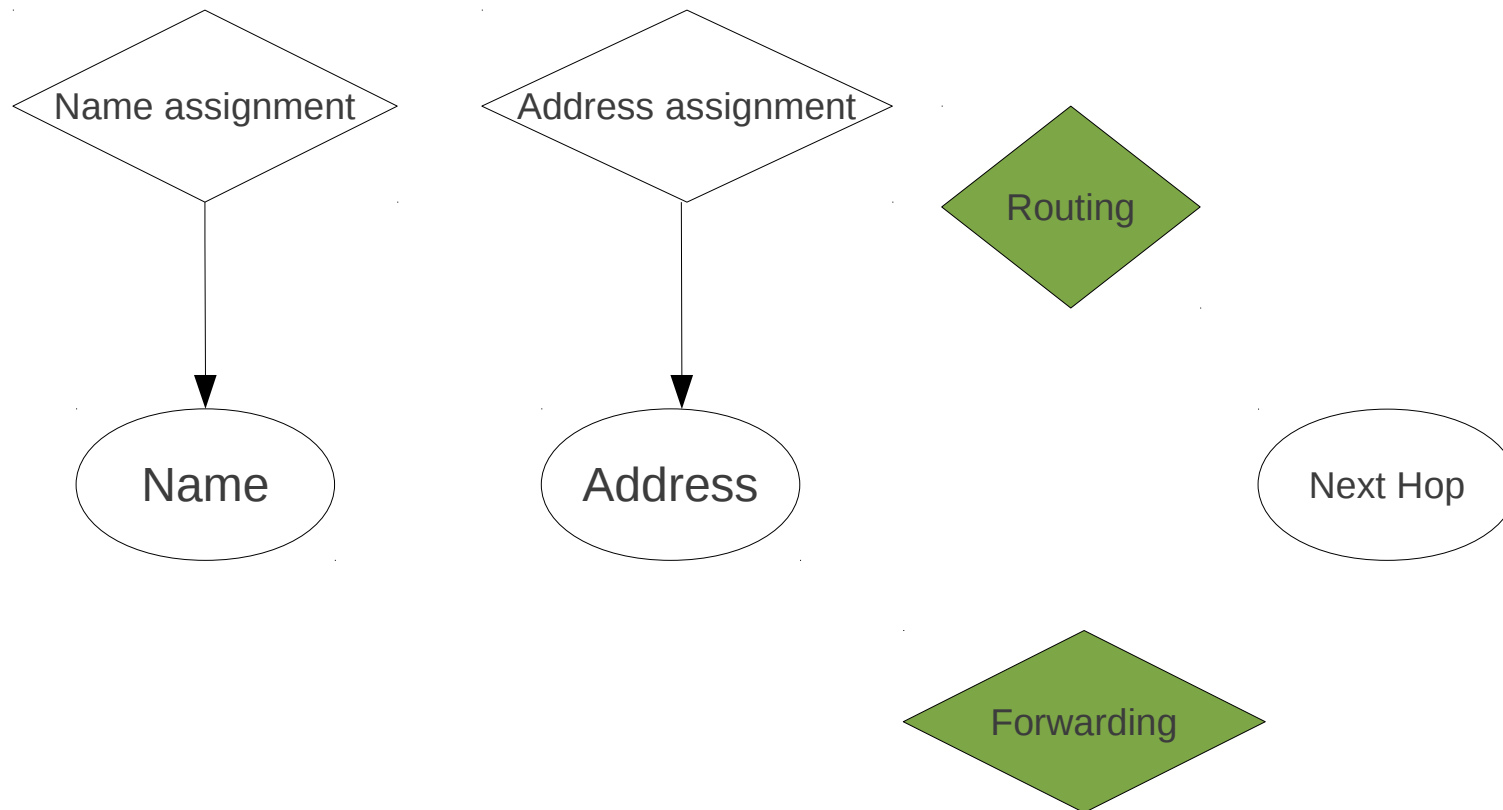 Name assignment
Address assignment
Routing
Name
Address
Next Hop
Forwarding